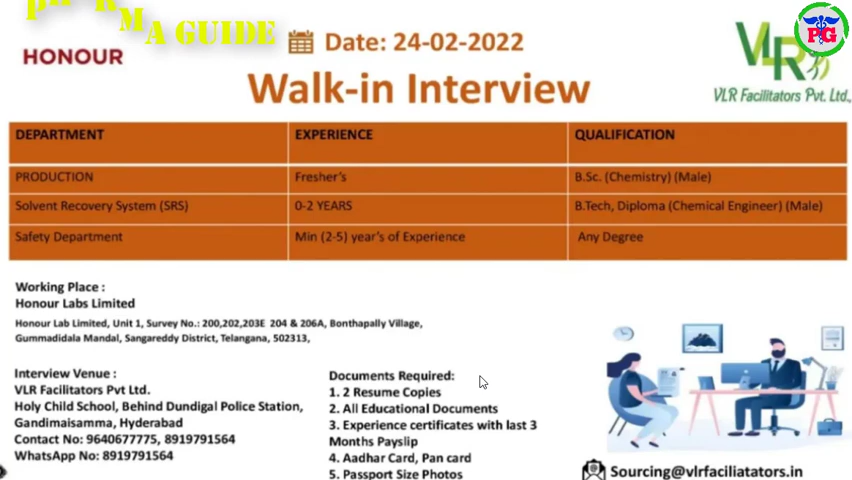 MA GUIDE
PG
HONOUR
Date: 24-02-2022
VLR
VLR Facilitators Pvt. Ltd.,
Walk-in Interview
DEPARTMENT EXPERIENCE QUALIFICATION
PRODUCTION Fresher's B.Sc. (Chemistry) (Male)
Solvent Recovery System (SRS) 0-2 YEARS B.Tech, Diploma (Chemical Engineer) (Male)
Safety Department Min (2-5) year's of Experience Any Degree
Working Place :
Honour Labs Limited
Honour Lab Limited, Unit 1, Survey No.: 200,202,203E 204 & 206A, Bonthapally Village,
Gummadidala Mandal, Sangareddy District, Telangana, 502313,
Interview Venue :
VLR Facilitators Pvt Ltd.
Holy Child School, Behind Dundigal Police Station,
Gandimaisamma, Hyderabad
Contact No: 9640677775, 8919791564
WhatsApp No: 8919791564
Documents Required:
1. 2 Resume Copies
2. All Educational Documents
3. Experience certificates with last 3
Months Payslip
4. Aadhar Card, Pan card
5. Passport Size Photos
Sourcing@vlrfaciliatators.in